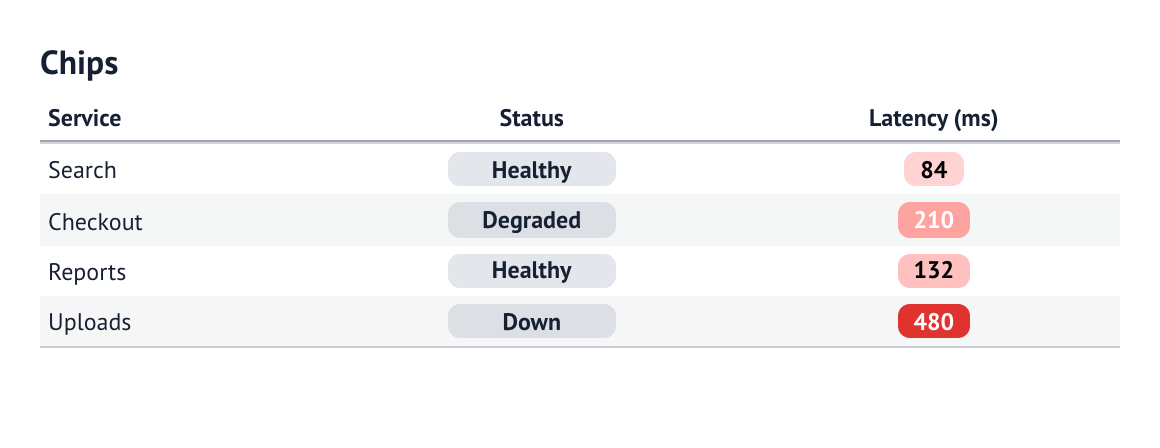 Chips
Service Status Latency (ms)
Search Healthy 84
Checkout Degraded 210
Reports Healthy 132
Uploads Down 480